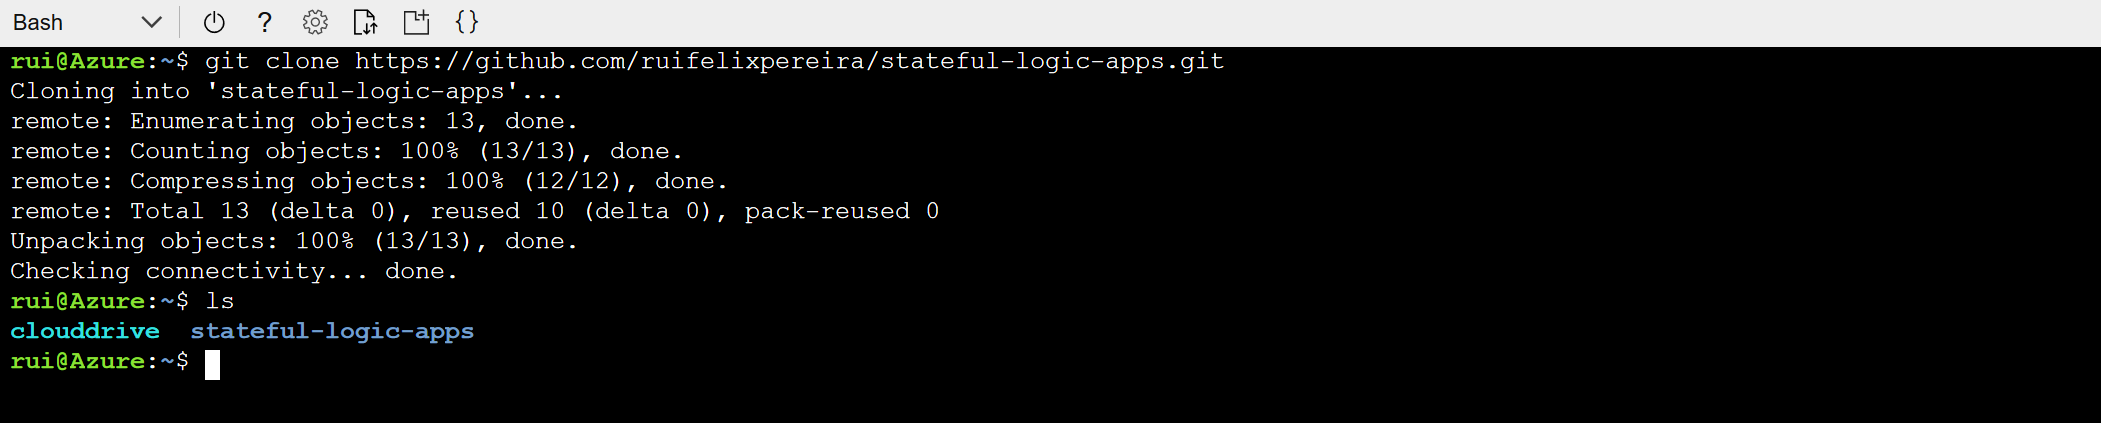 Bash ? {}
rui@Azure:~$ git clone https://github.com/ruifelixpereira/stateful-logic-apps.git
Cloning into 'stateful-logic-apps'...
remote: Enumerating objects: 13, done.
remote: Counting objects: 100% (13/13), done.
remote: Compressing objects: 100% (12/12), done.
remote: Total 13 (delta 0), reused 10 (delta 0), pack-reused 0
Unpacking objects: 100% (13/13), done.
Checking connectivity... done.
rui@Azure:~$ ls
clouddrive  stateful-logic-apps
rui@Azure:~$